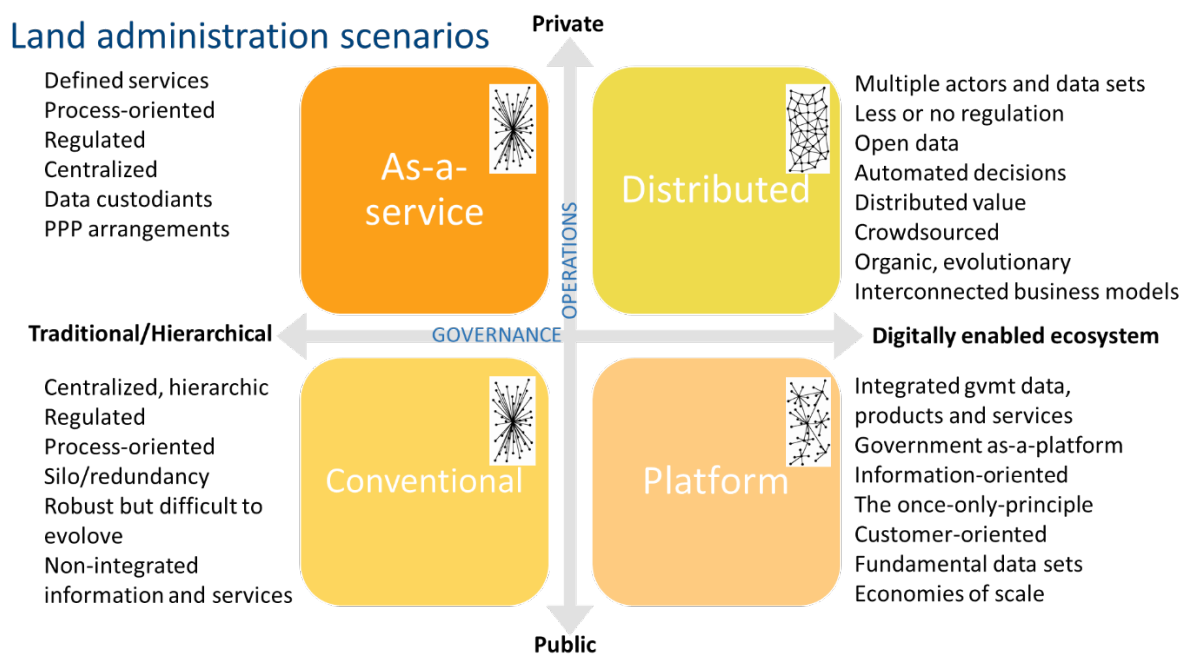 Land administration scenarios
Private
Defined services
Process-oriented
Regulated
Centralized
Data custodiants
PPP arrangements
As-a-
service
Distributed
Multiple actors and data sets
Less or no regulation
Open data
Automated decisions
Distributed value
Crowdsourced
Organic, evolutionary
Interconnected business models
OPERATIONS
Traditional/Hierarchical
GOVERNANCE
Digitally enabled ecosystem
Centralized, hierarchic
Regulated
Process-oriented
Silo/redundancy
Robust but difficult to
evolove
Non-integrated
information and services
Conventional
Platform
Integrated gvmt data,
products and services
Government as-a-platform
Information-oriented
The once-only-principle
Customer-oriented
Fundamental data sets
Economies of scale
Public